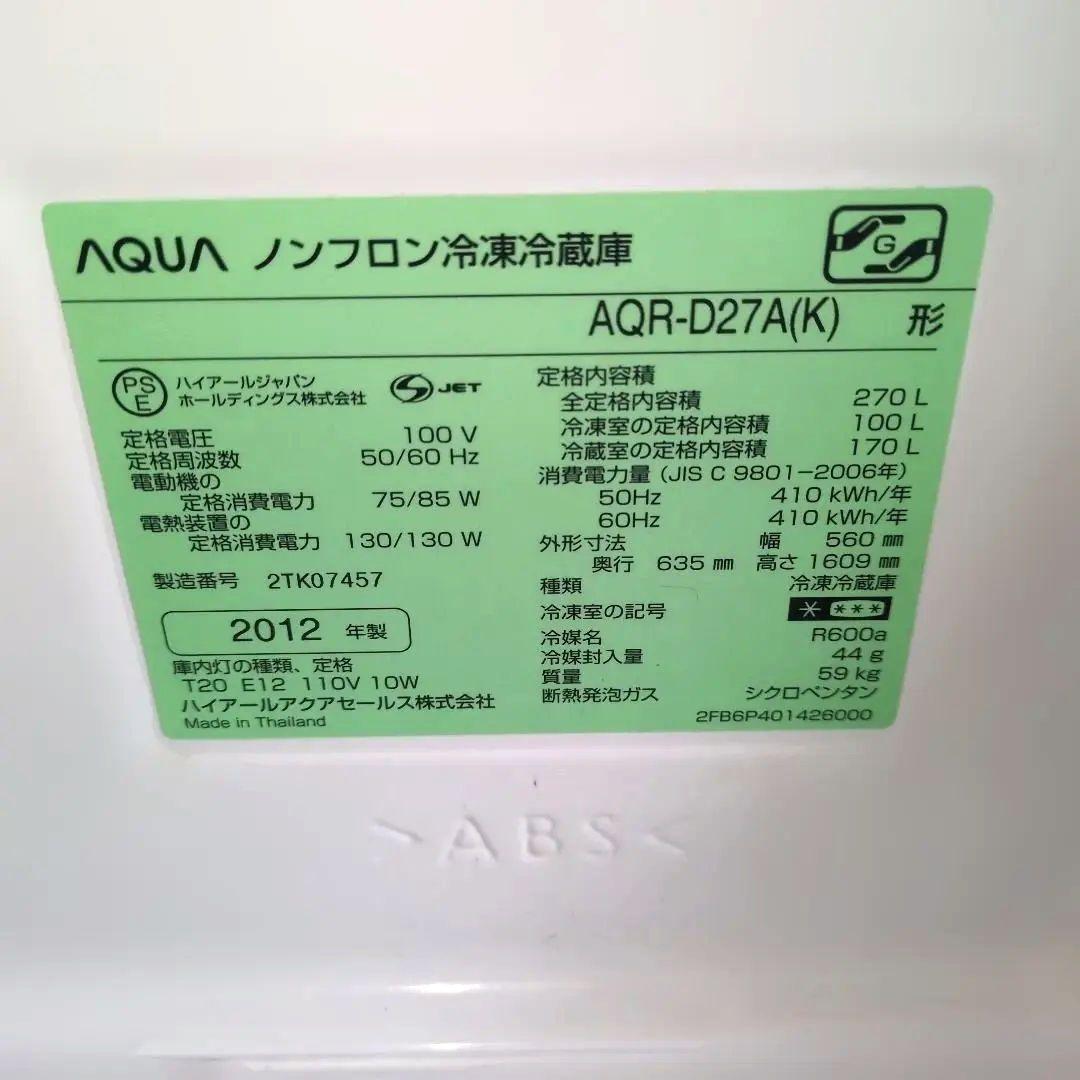 AQUA ノンフロン冷凍冷蔵庫
G
AQR-D27A(K) 形
PS
E
ハイアールジャパン
ホールディングス株式会社
JET
定格電圧 100 V
定格周波数 50/60 Hz
電動機の
定格消費電力 75/85 W
電熱装置の
定格消費電力 130/130 W
製造番号 2TK07457
2012 年製
庫内灯の種類、定格
T20 E12 110V 10W
ハイアールアクアセールス株式会社
Made in Thailand
定格内容積
全定格内容積 270 L
冷凍室の定格内容積 100 L
冷蔵室の定格内容積 170 L
消費電力量 (JIS C 9801-2006年)
50Hz 410 kWh/年
60Hz 410 kWh/年
外形寸法 幅 560 mm
奥行 635 mm 高さ 1609 mm
種類 冷凍冷蔵庫
冷凍室の記号 * ***
冷媒名 R600a
冷媒封入量 44 g
質量 59 kg
断熱発泡ガス シクロペンタン
2FB6P401426000
>ABS<